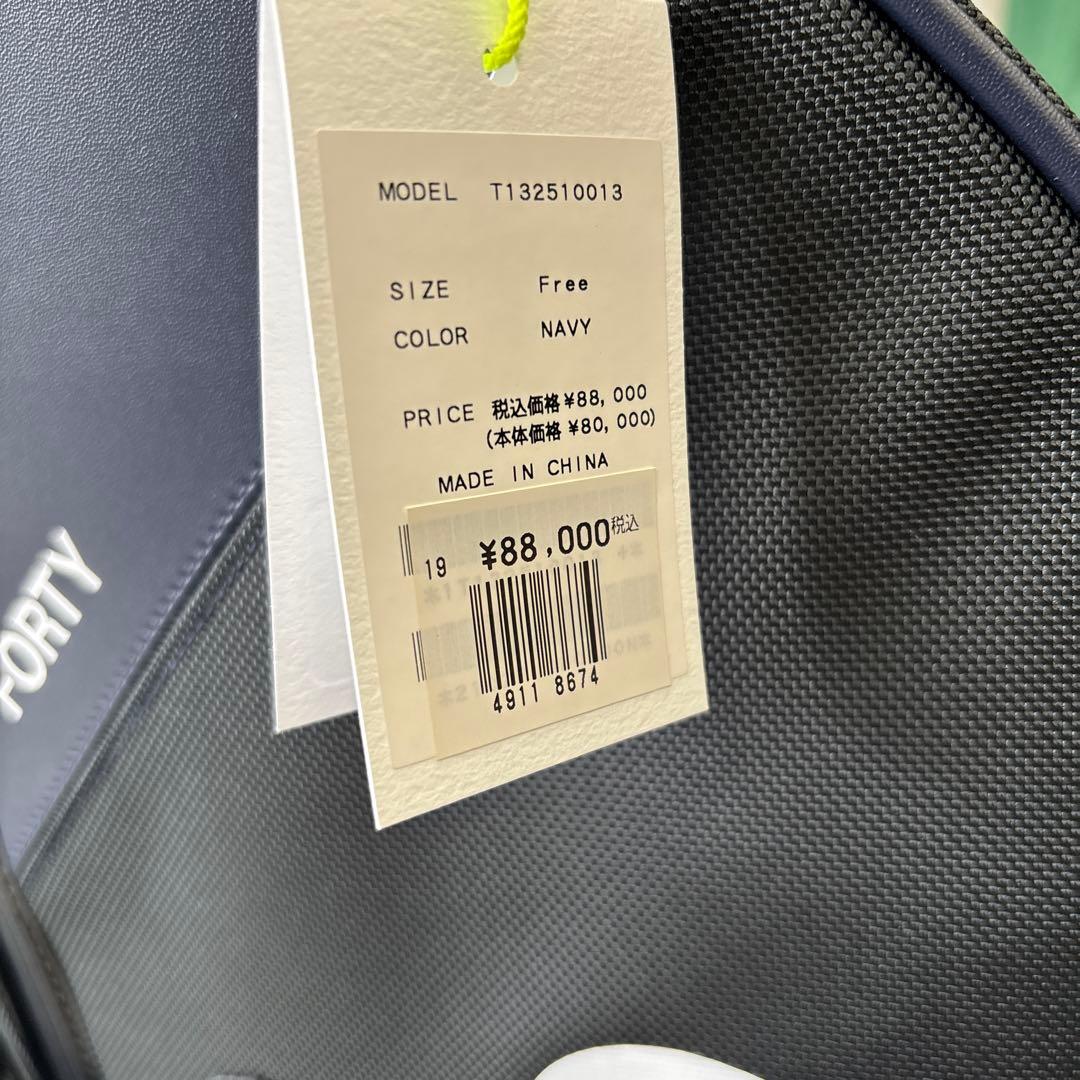 MODEL T132510013
SIZE Free
COLOR NAVY
PRICE 税込価格¥88,000
(本体価格 ¥80,000)
MADE IN CHINA
19 ¥88,000税込
4911 8674
FORTY